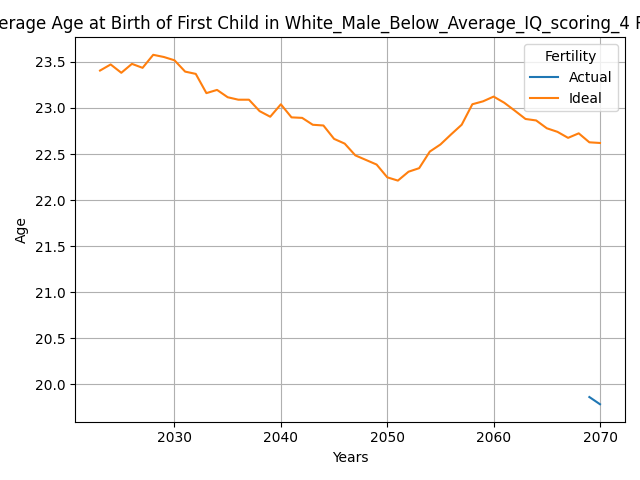 erage Age at Birth of First Child in White_Male_Below_Average_IQ_scoring_4
Fertility
Actual
Ideal
23.5
23.0
22.5
22.0
21.5
21.0
20.5
20.0
Age
2030 2040 2050 2060 2070
Years